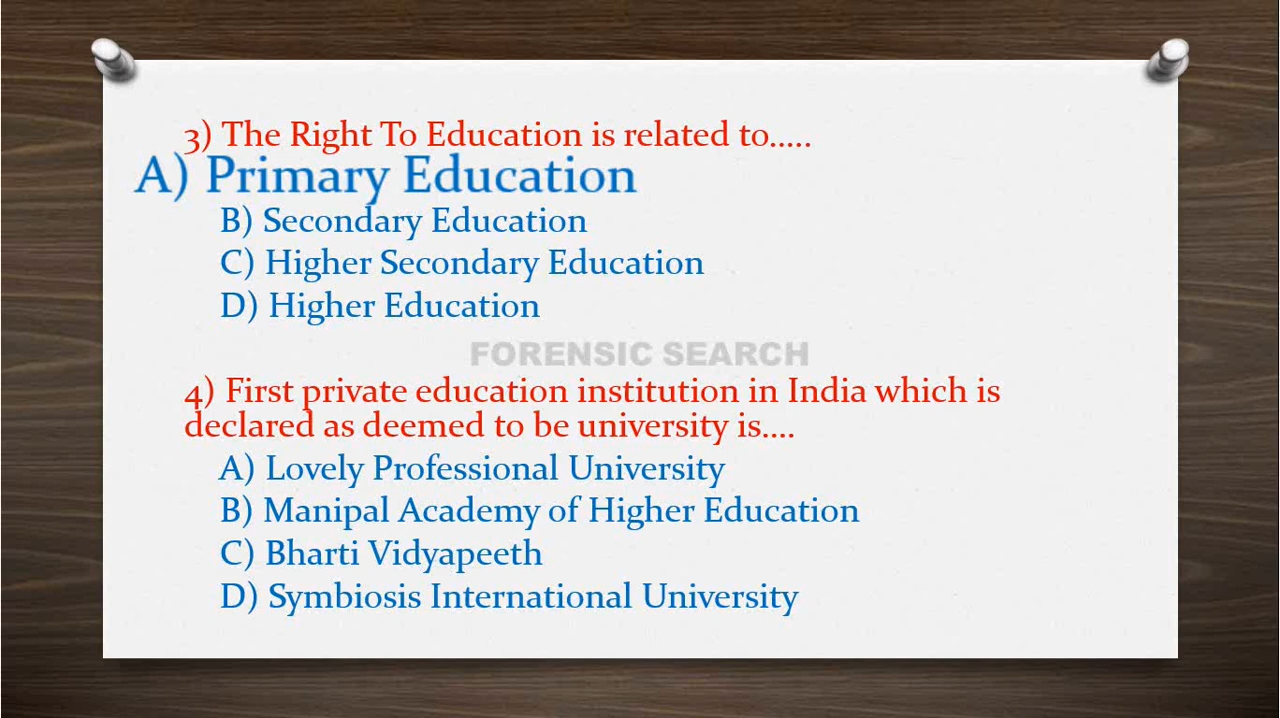 3) The Right To Education is related to.....
A) Primary Education
B) Secondary Education
C) Higher Secondary Education
D) Higher Education
FORENSIC SEARCH
4) First private education institution in India which is
declared as deemed to be university is....
A) Lovely Professional University
B) Manipal Academy of Higher Education
C) Bharti Vidyapeeth
D) Symbiosis International University